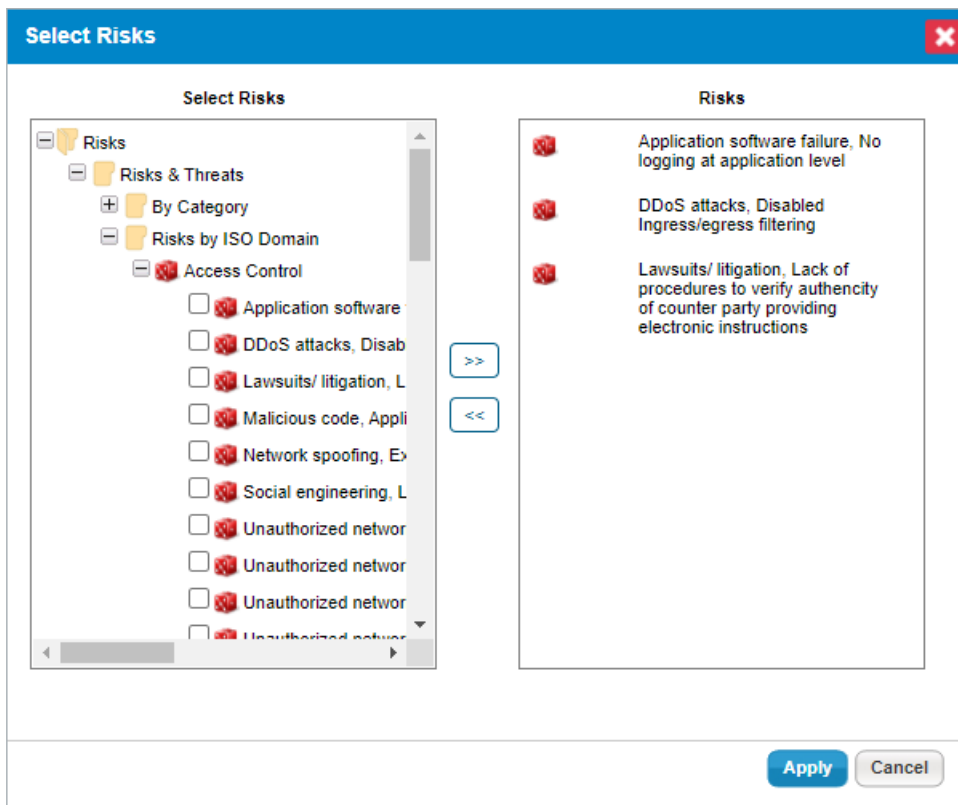 Select Risks
Select Risks
Risks
Risks & Threats
By Category
Risks by ISO Domain
Access Control
Application software
DDoS attacks, Disab
Lawsuits/ litigation, L
Malicious code, Appli
Network spoofing, Ex
Social engineering, L
Unauthorized networ
Unauthorized networ
Unauthorized networ
Unauthorized networ
>>
<<
Risks
Application software failure, No
logging at application level
DDoS attacks, Disabled
Ingress/egress filtering
Lawsuits/ litigation, Lack of
procedures to verify authencity
of counter party providing
electronic instructions
Apply
Cancel